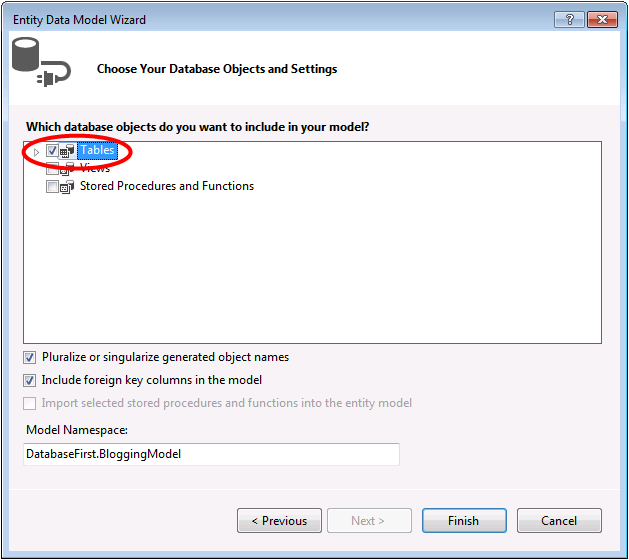 Entity Data Model Wizard
?
Choose Your Database Objects and Settings
Which database objects do you want to include in your model?
Tables
Views
Stored Procedures and Functions
Pluralize or singularize generated object names
Include foreign key columns in the model
Import selected stored procedures and functions into the entity model
Model Namespace:
DatabaseFirst.BloggingModel
< Previous Next > Finish Cancel